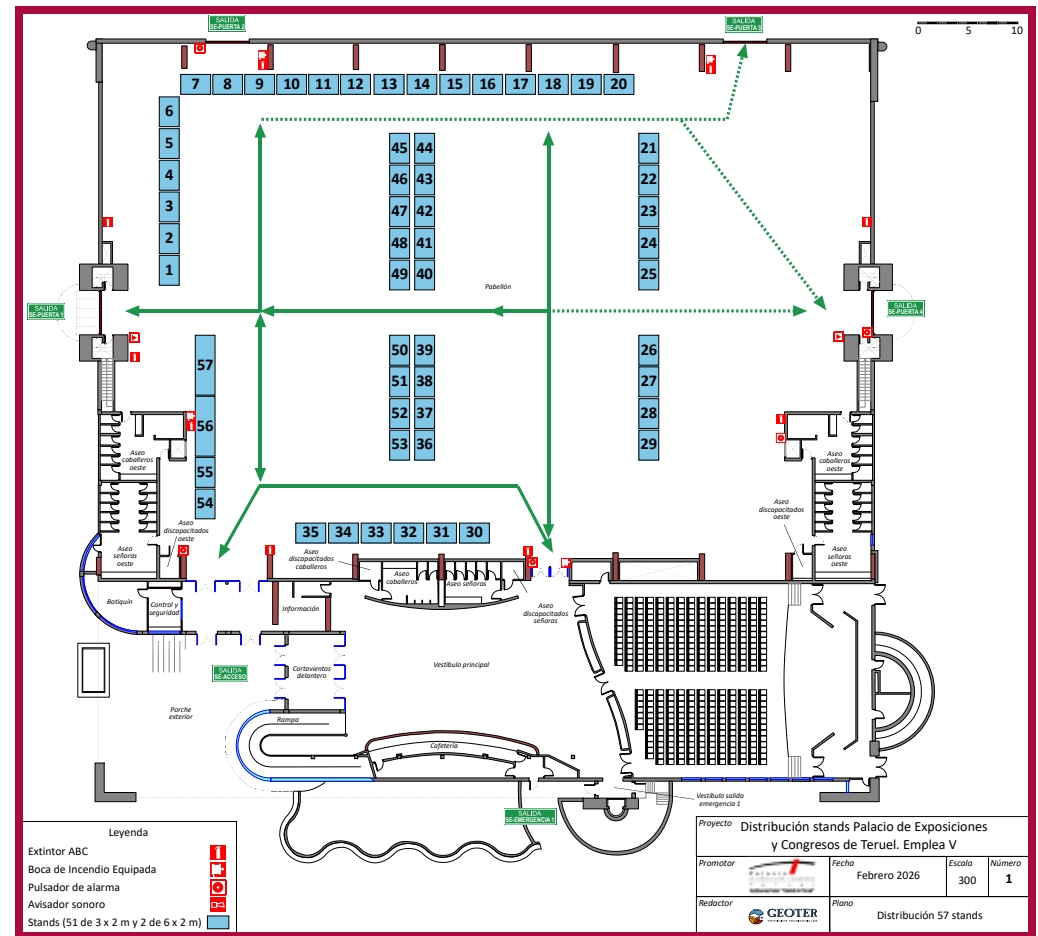 SALIDA
SE-PUERTA 2
SALIDA
SE-PUERTA 3
0 5 10
7 8 9 10 11 12 13 14 15 16 17 18 19 20
6
5
4
3
2
1
45 44
46 43
47 42
48 41
49 40
21
22
23
24
25
Pabellón
SALIDA
SE-PUERTA 1
SALIDA
SE-PUERTA 4
57
56
55
54
50 39
51 38
52 37
53 36
26
27
28
29
35 34 33 32 31 30
Aseo
caballeros
oeste
Aseo
discapacitados
oeste
Aseo
señoras
oeste
Aseo
caballeros
oeste
Aseo
discapacitados
oeste
Aseo
señoras
oeste
Aseo
discapacitados
caballeros
Aseo
caballeros
Aseo señoras
Aseo
discapacitados
señoras
Botiquín
Control y
seguridad
Información
SALIDA
SE-ACCESO
Cortavientos
delantero
Vestíbulo principal
Porche
exterior
Rampa
Cafetería
Vestíbulo salida
emergencia 1
SALIDA
SE-EMERGENCIA 1
Leyenda
Extintor ABC
Boca de Incendio Equipada
Pulsador de alarma
Avisador sonoro
Stands (51 de 3 x 2 m y 2 de 6 x 2 m)
Proyecto Distribución stands Palacio de Exposiciones
y Congresos de Teruel. Emplea V
Promotor
Fecha
Febrero 2026
Escala
300
Número
1
Redactor
GEOTER
Plano
Distribución 57 stands